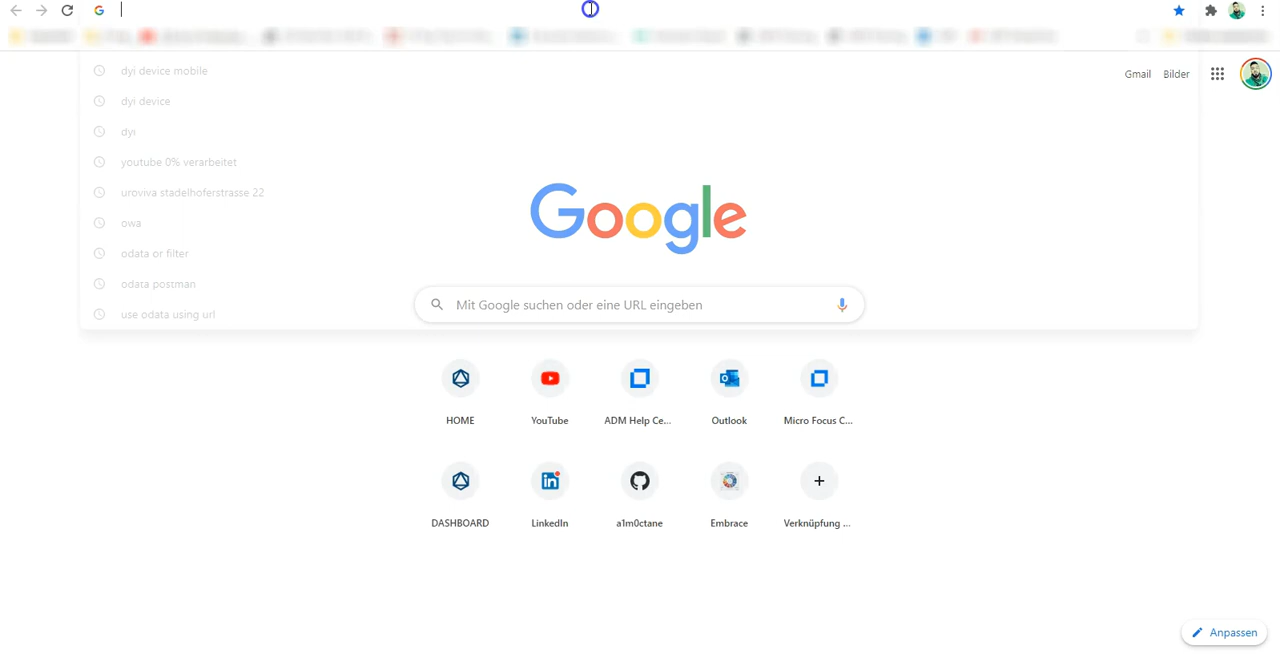 dyi device mobile
dyi device
dyi
youtube 0% verarbeitet
uroviva stadelhoferstrasse 22
owa
odata or filter
odata postman
use odata using url
Gmail Bilder
Google
Mit Google suchen oder eine URL eingeben
HOME YouTube ADM Help Ce... Outlook Micro Focus C...
DASHBOARD LinkedIn a1m0ctane Embrace Verknüpfung ...
Anpassen